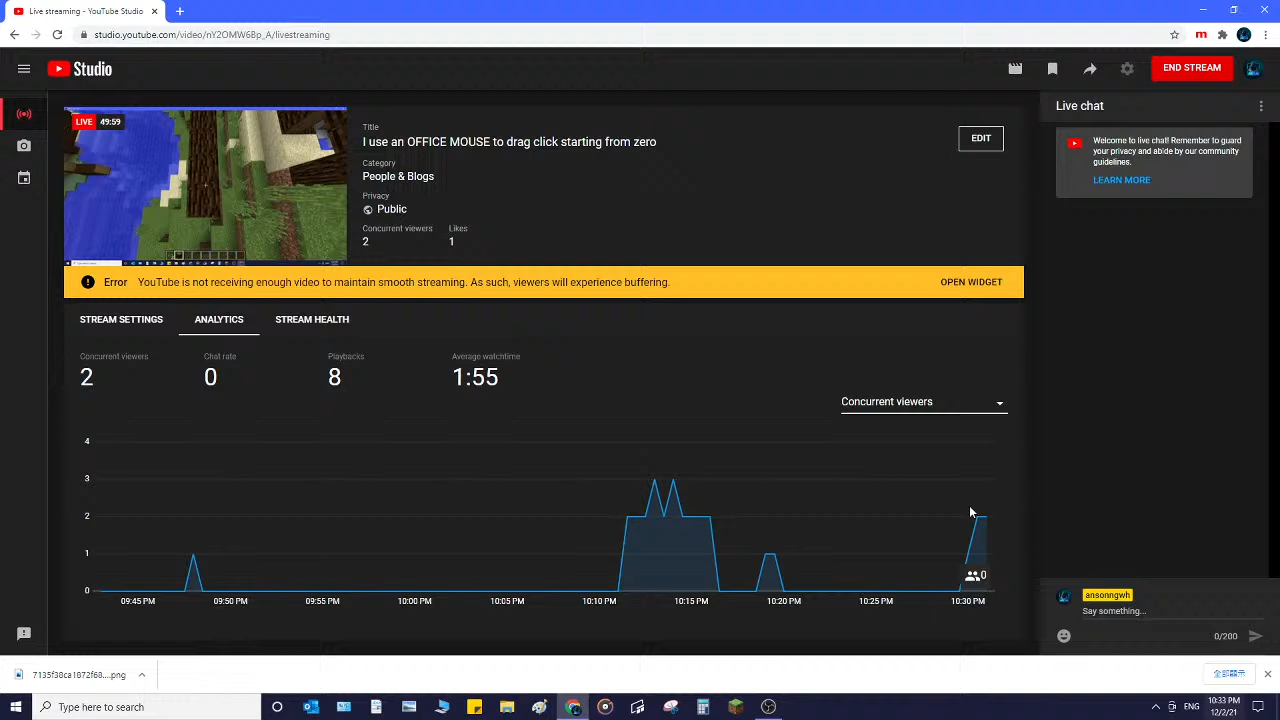 Live streaming - YouTube Studio
studio.youtube.com/video/nY2OMW6Bp_A/livestreaming
Studio
END STREAM
LIVE 49:59
Title
I use an OFFICE MOUSE to drag click starting from zero
EDIT
Category
People & Blogs
Privacy
Public
Concurrent viewers Likes
2 1
Live chat
Welcome to live chat! Remember to guard
your privacy and abide by our community
guidelines.
LEARN MORE
Error YouTube is not receiving enough video to maintain smooth streaming. As such, viewers will experience buffering. OPEN WIDGET
STREAM SETTINGS ANALYTICS STREAM HEALTH
Concurrent viewers Chat rate Playbacks Average watchtime
2 0 8 1:55
Concurrent viewers
4
3
2
1
0
0
09:45 PM 09:50 PM 09:55 PM 10:00 PM 10:05 PM 10:10 PM 10:15 PM 10:20 PM 10:25 PM 10:30 PM
ansonngwh
Say something...
0/200
7135f38ca1872f68....png
全部顯示
Type here to search
ENG
10:33 PM
12/2/21